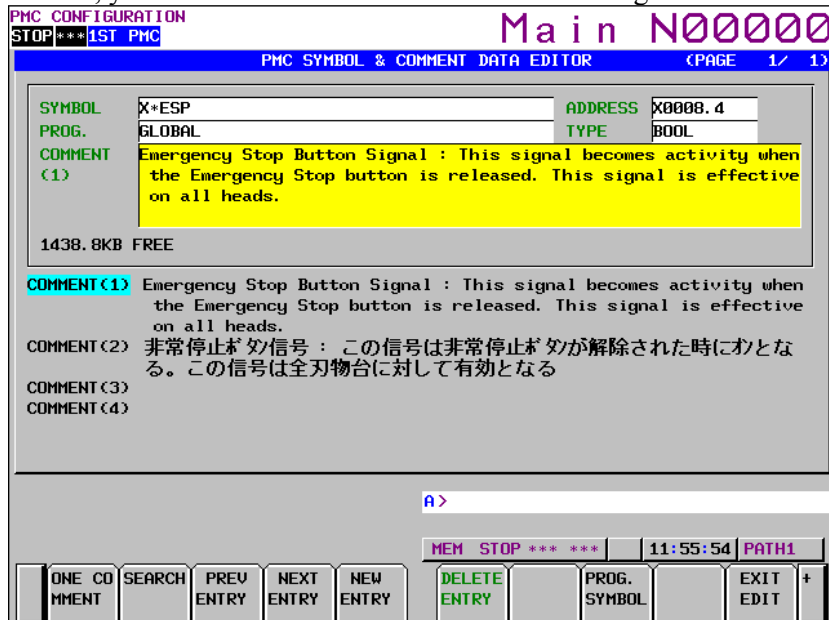 PMC CONFIGURATION
STOP***1ST PMC
Main N00000
PMC SYMBOL & COMMENT DATA EDITOR (PAGE 1/ 1)
SYMBOL X*ESP ADDRESS X0008.4
PROG. GLOBAL TYPE BOOL
COMMENT Emergency Stop Button Signal : This signal becomes activity when
(1) the Emergency Stop button is released. This signal is effective
on all heads.
1438.8KB FREE
COMMENT(1) Emergency Stop Button Signal : This signal becomes activity when
the Emergency Stop button is released. This signal is effective
on all heads.
COMMENT(2) 非常停止ﾎﾞﾀﾝ信号 : この信号は非常停止ﾎﾞﾀﾝが解除された時にｵﾝとな
る。この信号は全刃物台に対して有効となる
COMMENT(3)
COMMENT(4)
A>
MEM STOP *** *** 11:55:54 PATH1
ONE CO SEARCH PREV NEXT NEW DELETE PROG. EXIT +
MMENT ENTRY ENTRY ENTRY ENTRY SYMBOL EDIT